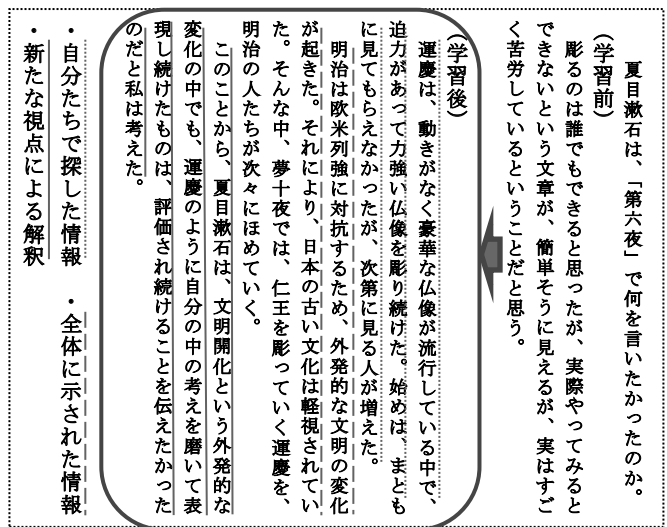 夏目漱石は、「第六夜」で何を言いたかったのか。
(学習前)
彫るのは誰でもできると思ったが、実際やってみると
できないという文章が、簡単そうに見えるが、実はすご
く苦労しているということだと思う。
(学習後)
運慶は、動きがなく豪華な仏像が流行している中で、
迫力があって力強い仏像を彫り続けた。始めは、まとも
に見てもらえなかったが、次第に見る人が増えた。
明治は欧米列強に対抗するため、外発的な文明の変化
が起きた。それにより、日本の古い文化は軽視されてい
た。そんな中、夢十夜では、仁王を彫っていく運慶を、
明治の人たちが次々にほめていく。
このことから、夏目漱石は、文明開化という外発的な
変化の中でも、運慶のように自分の中の考えを磨いて表
現し続けたものは、評価され続けることを伝えたかった
のだと私は考えた。
・自分たちで探した情報 ・全体に示された情報
・新たな視点による解釈